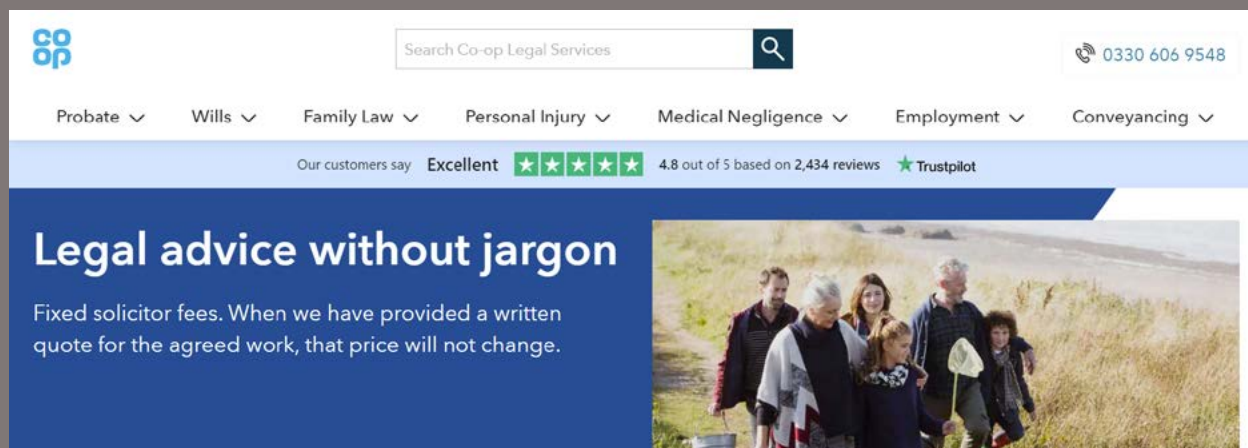 CO
OP
Search Co-op Legal Services
0330 606 9548
Probate Wills Family Law Personal Injury Medical Negligence Employment Conveyancing
Our customers say Excellent 4.8 out of 5 based on 2,434 reviews Trustpilot
Legal advice without jargon
Fixed solicitor fees. When we have provided a written
quote for the agreed work, that price will not change.